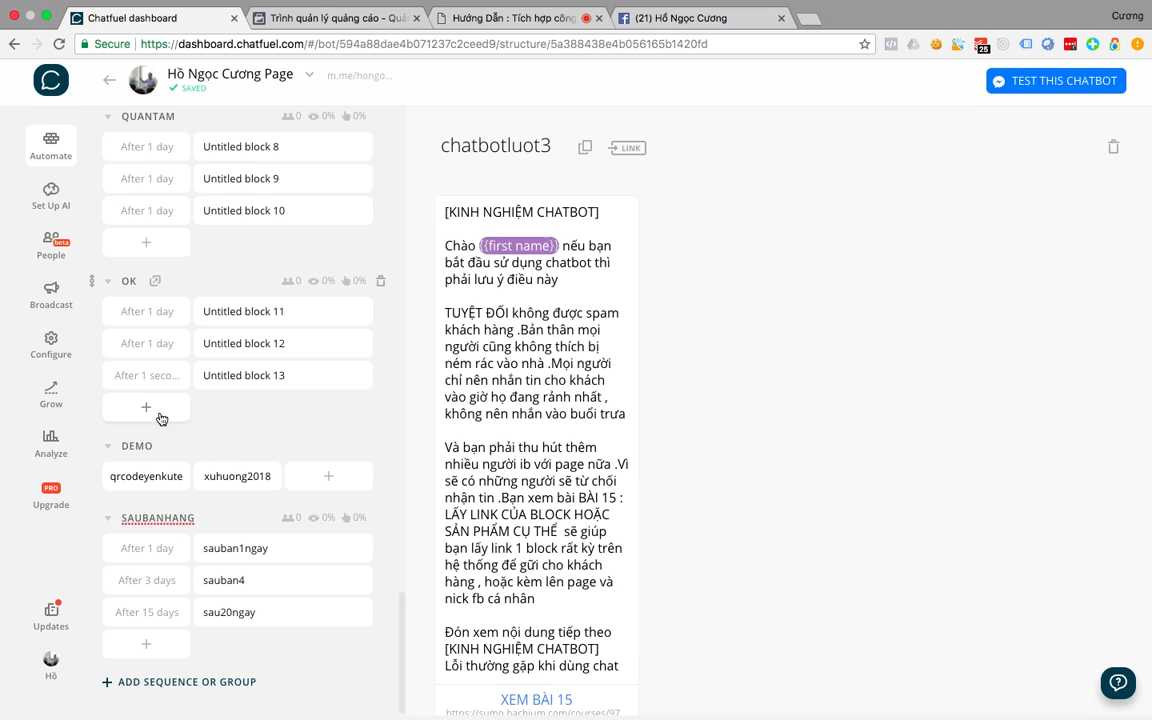 Chatfuel dashboard
Trình quản lý quảng cáo - Quả
Hướng Dẫn : Tích hợp công
(21) Hồ Ngọc Cương
Cương
Secure
https://dashboard.chatfuel.com/#/bot/594a88dae4b071237c2ceed9/structure/5a388438e4b056165b1420fd
25
Hồ Ngọc Cương Page
m.me/hongo...
SAVED
TEST THIS CHATBOT
Automate
Set Up AI
beta
People
Broadcast
Configure
Grow
Analyze
PRO
Upgrade
Updates
Hồ
QUANTAM
0 0% 0%
After 1 day Untitled block 8
After 1 day Untitled block 9
After 1 day Untitled block 10
+
OK
0 0% 0%
After 1 day Untitled block 11
After 1 day Untitled block 12
After 1 seco... Untitled block 13
+
DEMO
qrcodeyenkute xuhuong2018 +
SAUBANHANG
0 0% 0%
After 1 day sauban1ngay
After 3 days sauban4
After 15 days sau20ngay
+
+ ADD SEQUENCE OR GROUP
chatbotluot3
LINK
[KINH NGHIỆM CHATBOT]
Chào {{first name}} nếu bạn
bắt đầu sử dụng chatbot thì
phải lưu ý điều này
TUYỆT ĐỐI không được spam
khách hàng .Bản thân mọi
người cũng không thích bị
ném rác vào nhà .Mọi người
chỉ nên nhắn tin cho khách
vào giờ họ đang rảnh nhất ,
không nên nhắn vào buổi trưa
Và bạn phải thu hút thêm
nhiều người ib với page nữa .Vì
sẽ có những người sẽ từ chối
nhận tin .Bạn xem bài BÀI 15 :
LẤY LINK CỦA BLOCK HOẶC
SẢN PHẨM CỤ THỂ sẽ giúp
bạn lấy link 1 block rất kỳ trên
hệ thống để gữi cho khách
hàng , hoặc kèm lên page và
nick fb cá nhân
Đón xem nội dung tiếp theo
[KINH NGHIỆM CHATBOT]
Lỗi thường gặp khi dùng chat
XEM BÀI 15
https://sumo.hachium.com/courses/97